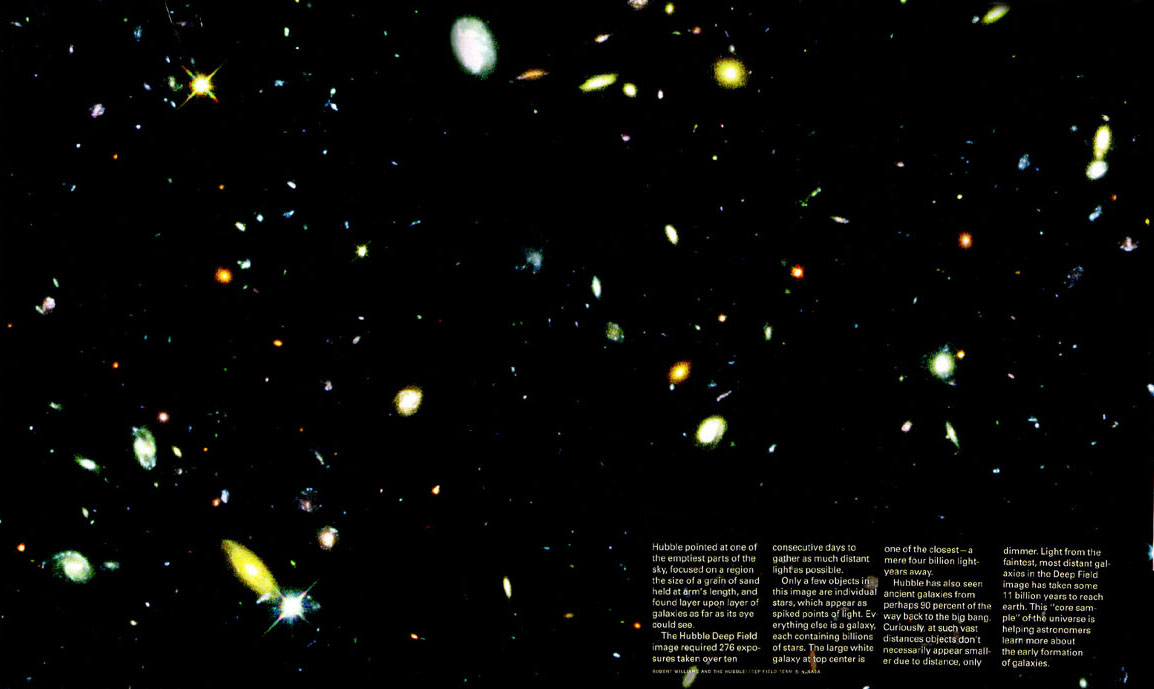 Hubble pointed at one of
the emptiest parts of the
sky, focused on a region
the size of a grain of sand
held at arm's length, and
found layer upon layer of
galaxies as far as its eye
could see.
The Hubble Deep Field
image required 276 expo-
sures taken over ten
consecutive days to
gather as much distant
light as possible.
Only a few objects in
this image are individual
stars, which appear as
spiked points of light. Ev-
erything else is a galaxy,
each containing billions
of stars. The large white
galaxy at top center is
one of the closest—a
mere four billion light-
years away.
Hubble has also seen
ancient galaxies from
perhaps 90 percent of the
way back to the big bang.
Curiously, at such vast
distances objects don't
necessarily appear small-
er due to distance, only
dimmer. Light from the
faintest, most distant gal-
axies in the Deep Field
image has taken some
11 billion years to reach
earth. This "core sam-
ple" of the universe is
helping astronomers
learn more about
the early formation
of galaxies.
ROBERT WILLIAMS AND THE HUBBLE DEEP FIELD TEAM & NASA